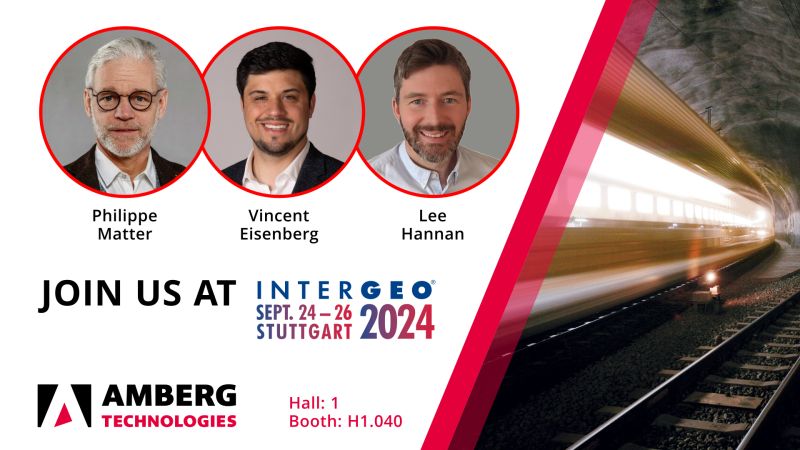 Philippe
Matter
Vincent
Eisenberg
Lee
Hannan
JOIN US AT
INTERGEO®
SEPT. 24 – 26
STUTTGART
2024
AMBERG
TECHNOLOGIES
Hall: 1
Booth: H1.040